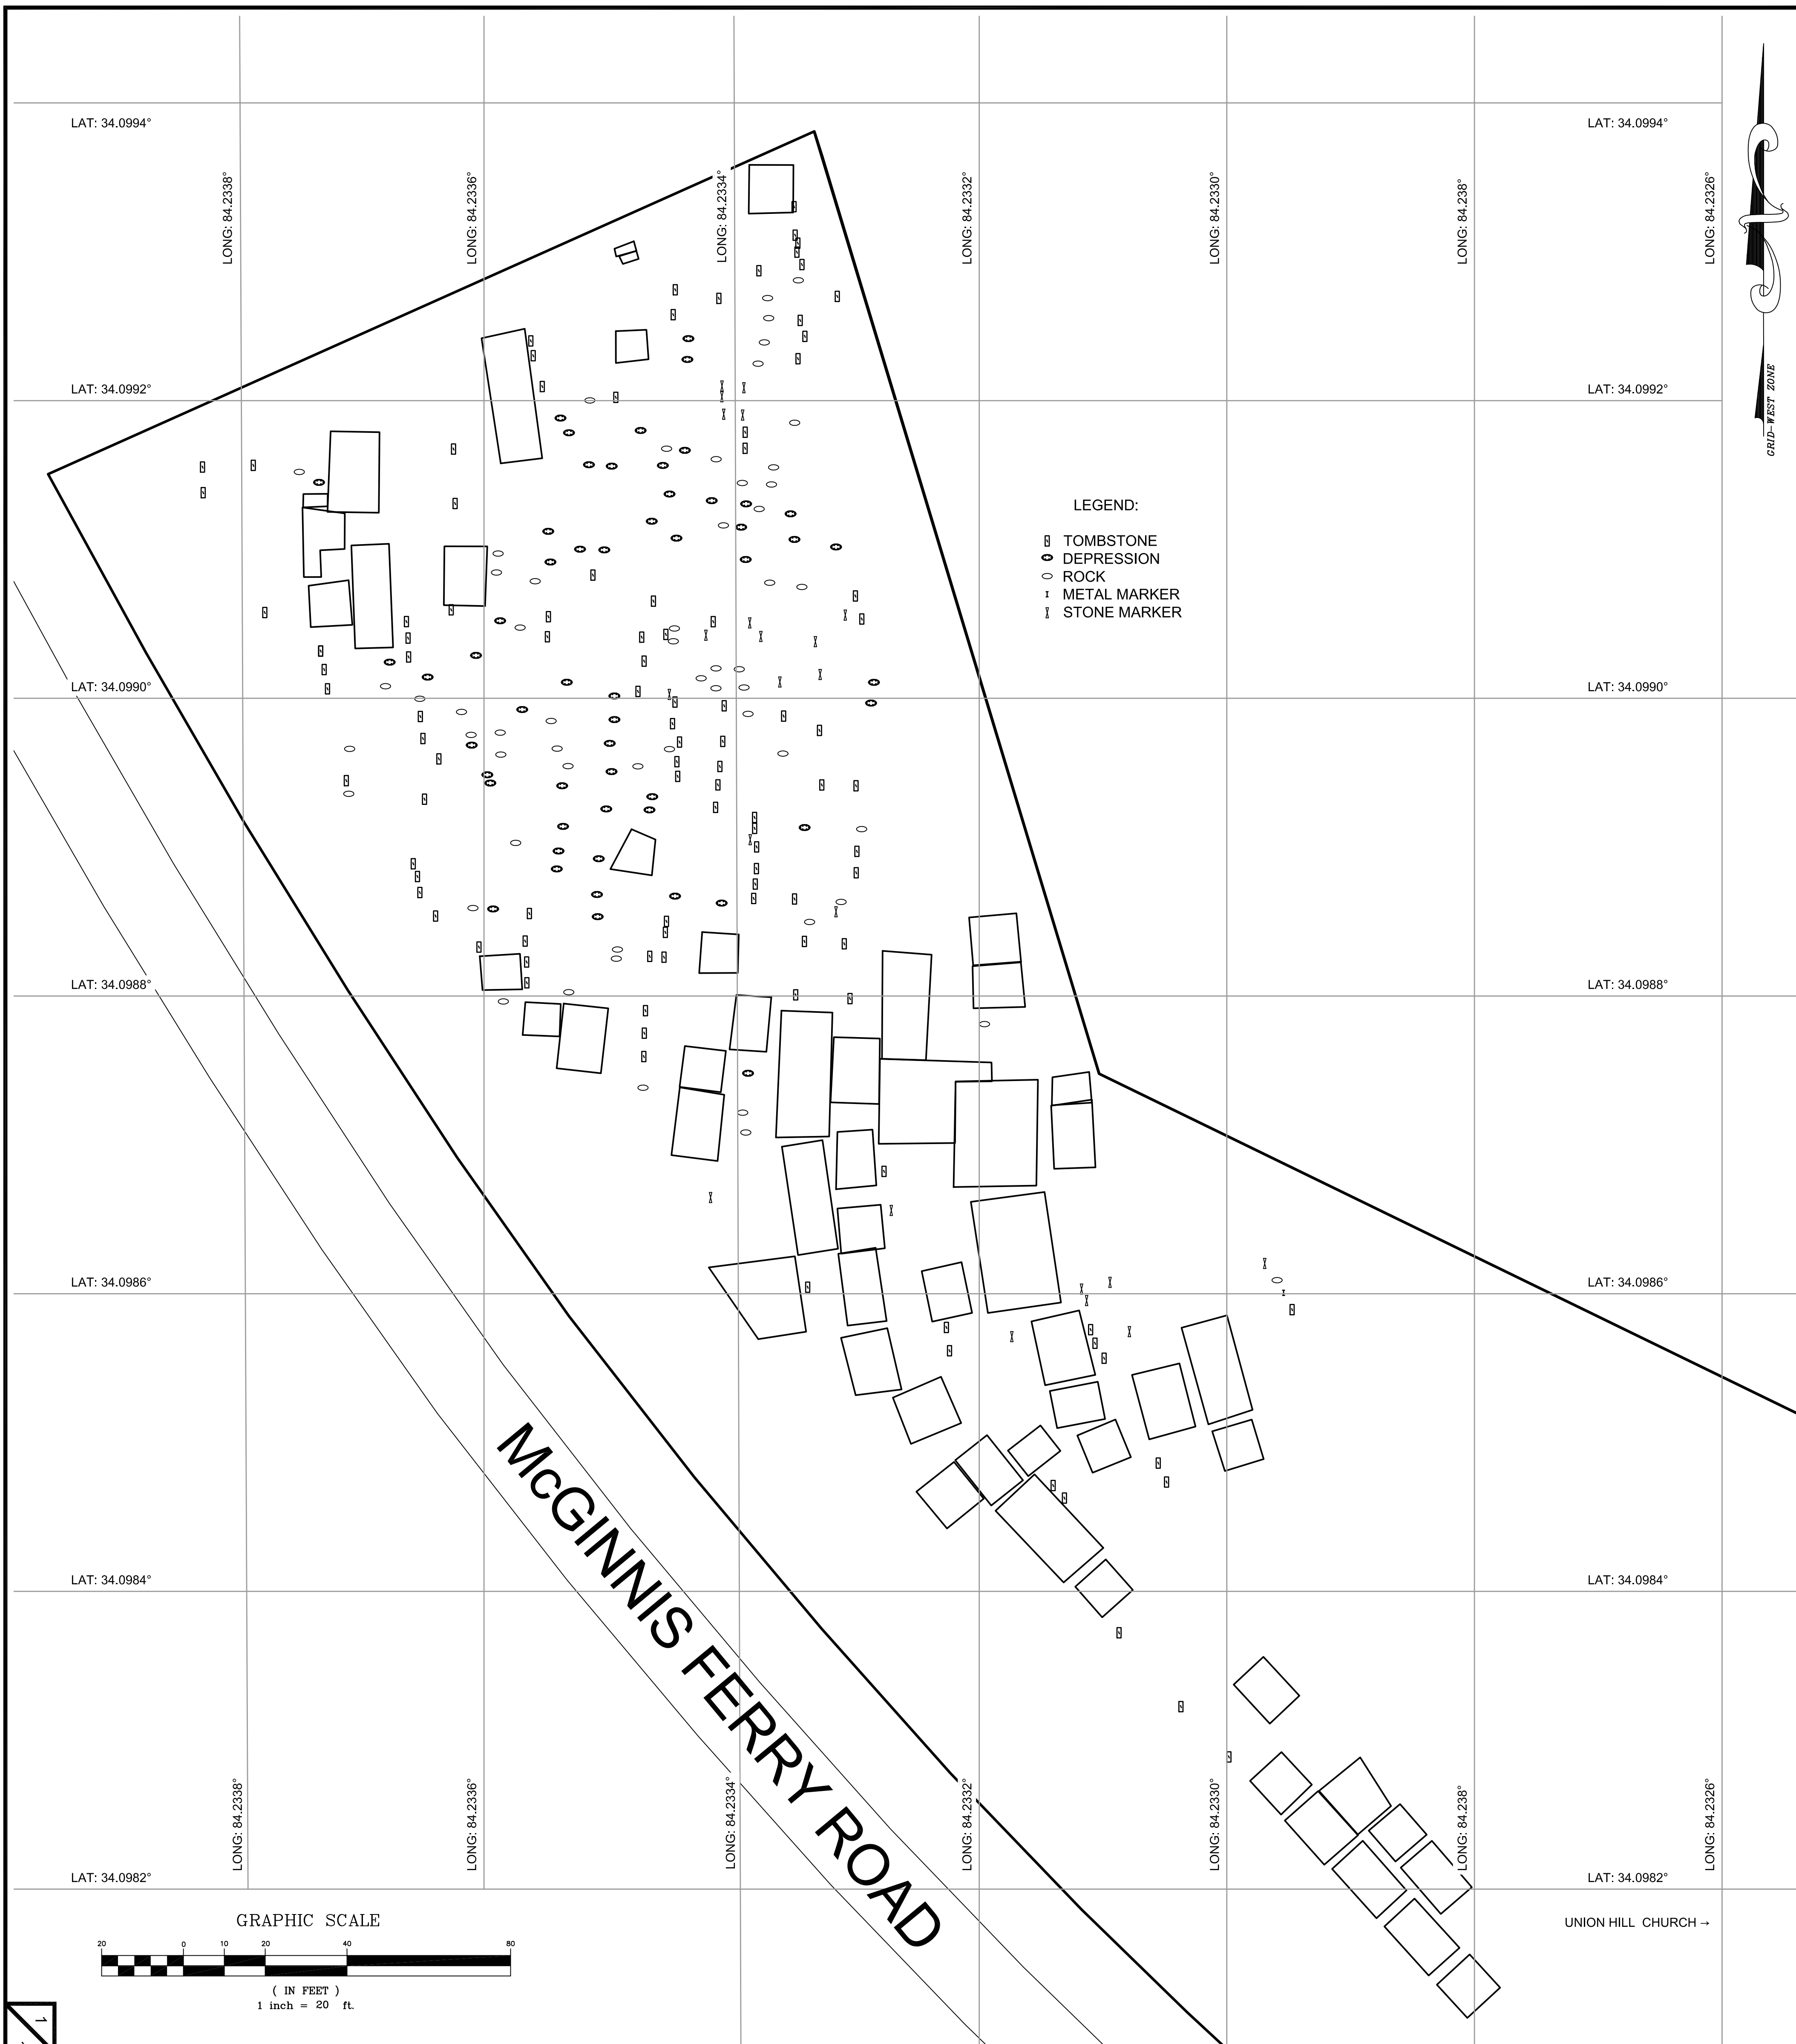 LAT: 34.0994°
LAT: 34.0994°
LONG: 84.2338°
LONG: 84.2336°
LONG: 84.2334°
LONG: 84.2332°
LONG: 84.2330°
LONG: 84.238°
LONG: 84.2326°
GRID-WEST ZONE
LAT: 34.0992°
LAT: 34.0992°
LEGEND:
TOMBSTONE
DEPRESSION
ROCK
METAL MARKER
STONE MARKER
LAT: 34.0990°
LAT: 34.0990°
LAT: 34.0988°
LAT: 34.0988°
LAT: 34.0986°
LAT: 34.0986°
McGINNIS FERRY ROAD
LAT: 34.0984°
LAT: 34.0984°
LONG: 84.2338°
LONG: 84.2336°
LONG: 84.2334°
LONG: 84.2332°
LONG: 84.2330°
LONG: 84.238°
LONG: 84.2326°
LAT: 34.0982°
LAT: 34.0982°
UNION HILL CHURCH →
GRAPHIC SCALE
20 0 10 20 40 80
( IN FEET )
1 inch = 20 ft.
1